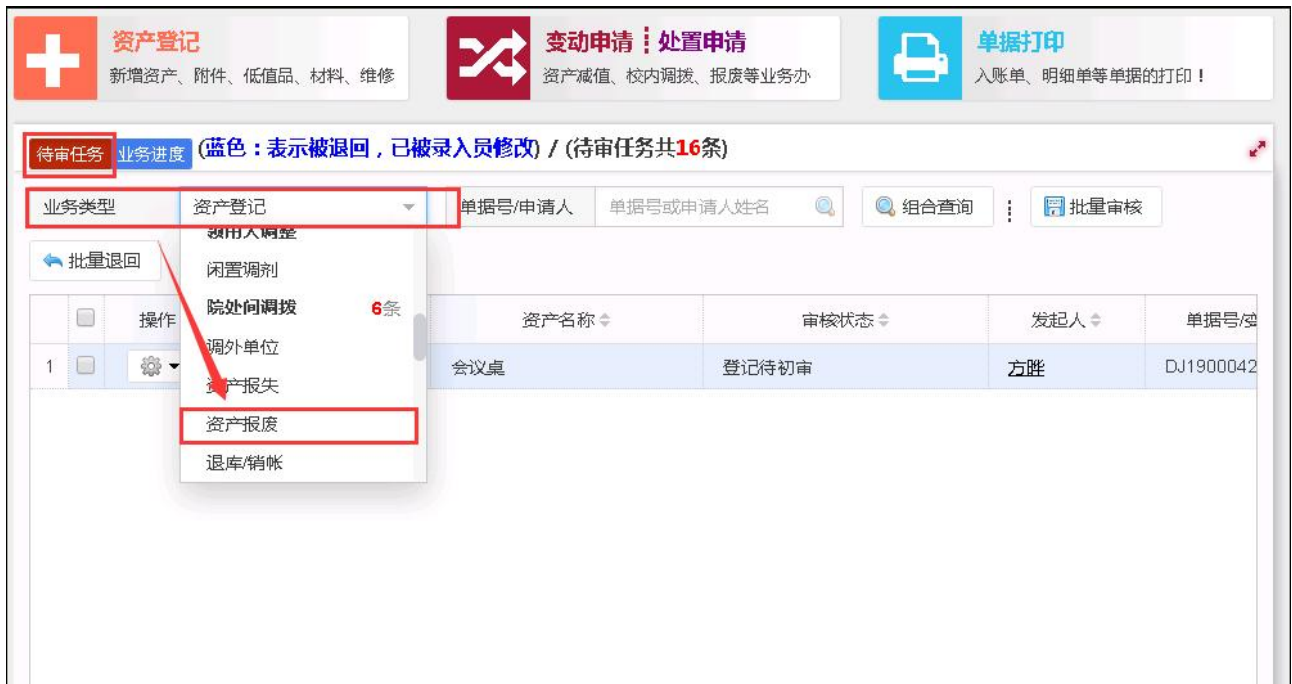 资产登记
新增资产、附件、低值品、材料、维修
变动申请 ┇ 处置申请
资产减值、校内调拨、报废等业务办
单据打印
入账单、明细单等单据的打印！
待审任务 业务进度 (蓝色：表示被退回，已被录入员修改) / (待审任务共16条)
业务类型 资产登记 单据号/申请人 单据号或申请人姓名 组合查询 批量审核
批量退回
领用人调整
闲置调剂
院处间调拨 6条
调外单位
资产报失
资产报废
退库/销帐
操作 资产名称 审核状态 发起人 单据号/变
1 会议桌 登记待初审 方晔 DJ1900042